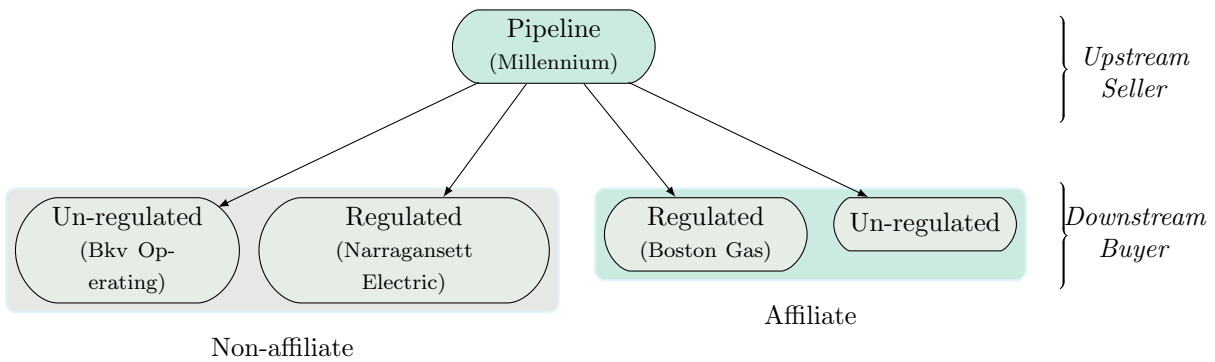 Pipeline
(Millennium)
Upstream
Seller
Un-regulated
(Bkv Op-
erating)
Regulated
(Narragansett
Electric)
Regulated
(Boston Gas)
Un-regulated
Downstream
Buyer
Affiliate
Non-affiliate